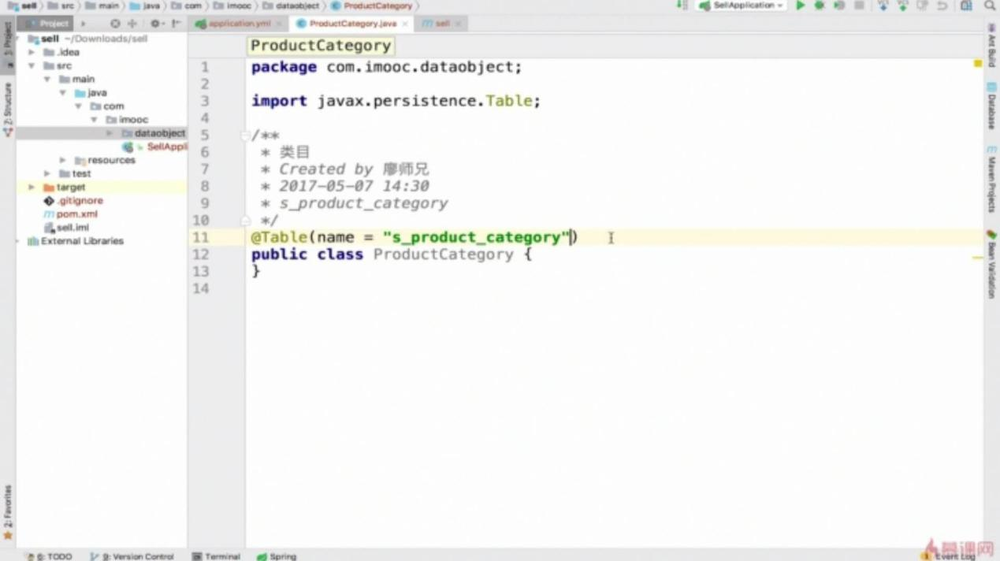 sell src main java com imooc dataobject ProductCategory SellApplication
Project application.yml ProductCategory.java sell
sell ~/Downloads/sell
.idea
src
main
java
com
imooc
dataobject
SellAppli
resources
test
target
.gitignore
pom.xml
sell.iml
External Libraries
ProductCategory
1 package com.imooc.dataobject;
2
3 import javax.persistence.Table;
4
5 /**
6 * 类目
7 * Created by 廖师兄
8 * 2017-05-07 14:30
9 * s_product_category
10 */
11 @Table(name = "s_product_category")
12 public class ProductCategory {
13 }
14
1: Project
Z: Structure
2: Favorites
Ant Build
Database
Maven Projects
Bean Validation
6: TODO 9: Version Control Terminal Spring Event Log
慕课网